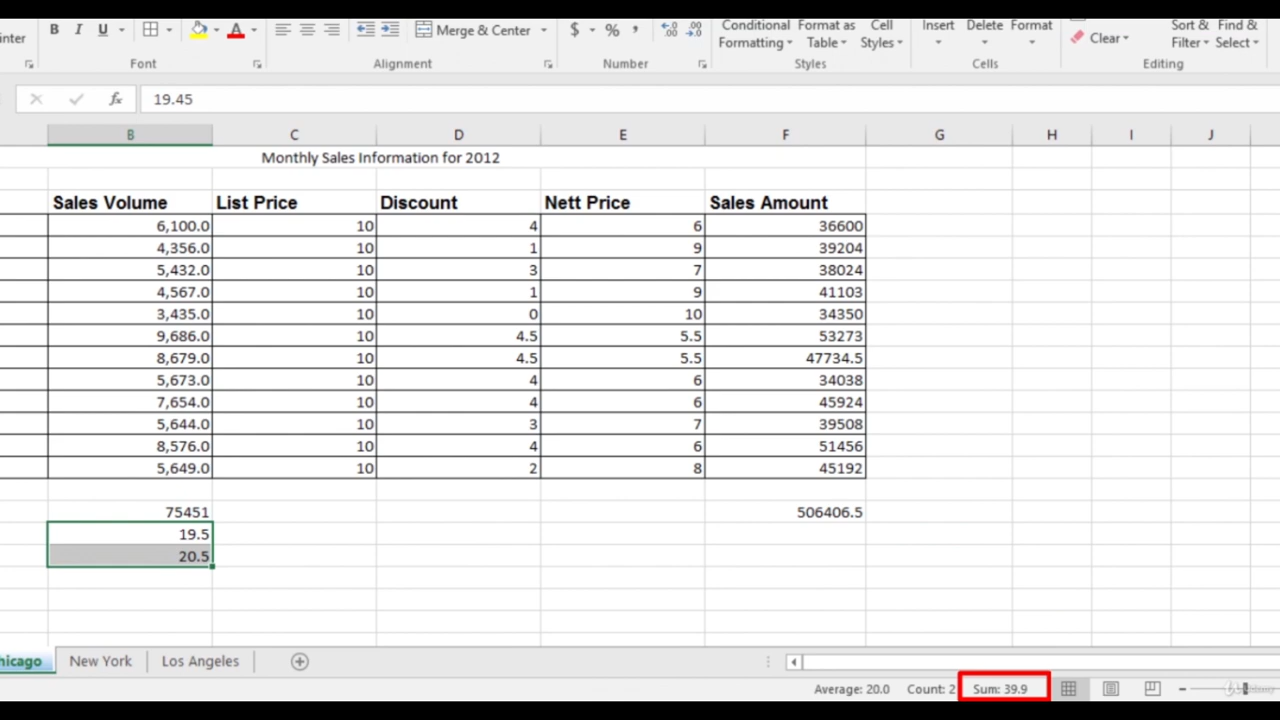 inter B I U Merge & Center $ % , Conditional Formatting Format as Table Cell Styles Insert Delete Format Clear Sort & Filter Find & Select
Font Alignment Number Styles Cells Editing
fx 19.45
B C D E F G H I J
Monthly Sales Information for 2012
Sales Volume List Price Discount Nett Price Sales Amount
6,100.0 10 4 6 36600
4,356.0 10 1 9 39204
5,432.0 10 3 7 38024
4,567.0 10 1 9 41103
3,435.0 10 0 10 34350
9,686.0 10 4.5 5.5 53273
8,679.0 10 4.5 5.5 47734.5
5,673.0 10 4 6 34038
7,654.0 10 4 6 45924
5,644.0 10 3 7 39508
8,576.0 10 4 6 51456
5,649.0 10 2 8 45192
75451 506406.5
19.5
20.5
hicago New York Los Angeles
Average: 20.0 Count: 2 Sum: 39.9